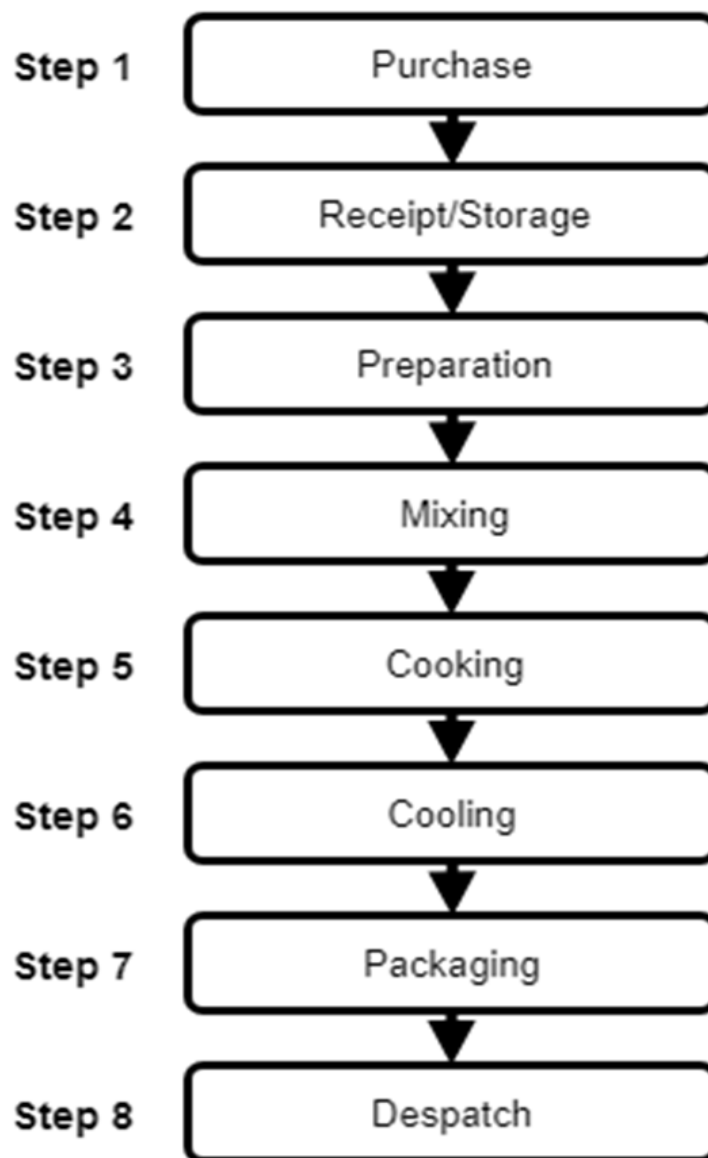 Step 1 Purchase
Step 2 Receipt/Storage
Step 3 Preparation
Step 4 Mixing
Step 5 Cooking
Step 6 Cooling
Step 7 Packaging
Step 8 Despatch